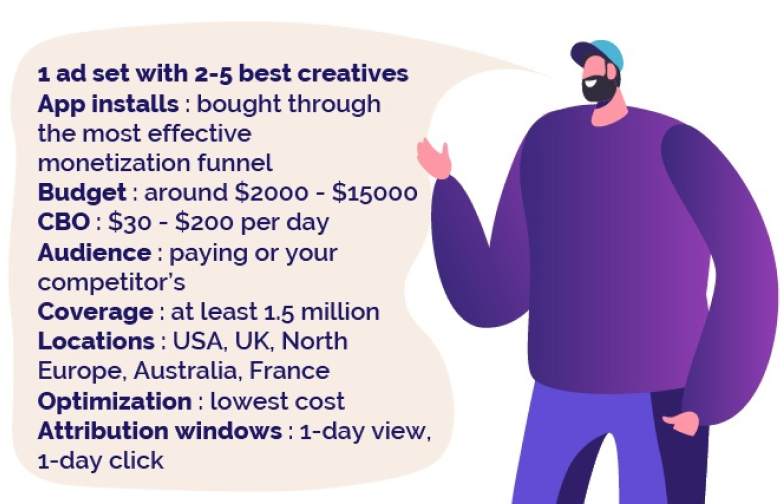 1 ad set with 2-5 best creatives
App installs : bought through
the most effective
monetization funnel
Budget : around $2000 - $15000
CBO : $30 - $200 per day
Audience : paying or your
competitor's
Coverage : at least 1.5 million
Locations : USA, UK, North
Europe, Australia, France
Optimization : lowest cost
Attribution windows : 1-day view,
1-day click